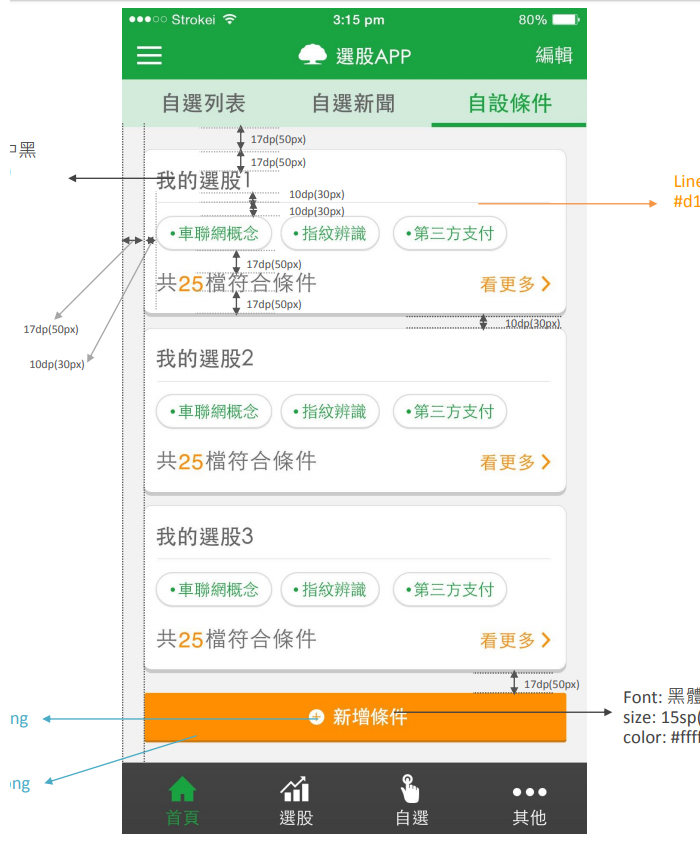 Strokei 3:15 pm 80%
選股APP 編輯
自選列表 自選新聞 自設條件
17dp(50px)
17dp(50px)
我的選股1
10dp(30px)
10dp(30px)
•車聯網概念 •指紋辨識 •第三方支付
17dp(50px)
共25檔符合條件 看更多
17dp(50px)
10dp(30px)
17dp(50px)
10dp(30px)
黑
Line
#d1
我的選股2
•車聯網概念 •指紋辨識 •第三方支付
共25檔符合條件 看更多
我的選股3
•車聯網概念 •指紋辨識 •第三方支付
共25檔符合條件 看更多
17dp(50px)
新增條件
Font: 黑體
size: 15sp(
color: #ffff
ng
ng
首頁 選股 自選 其他